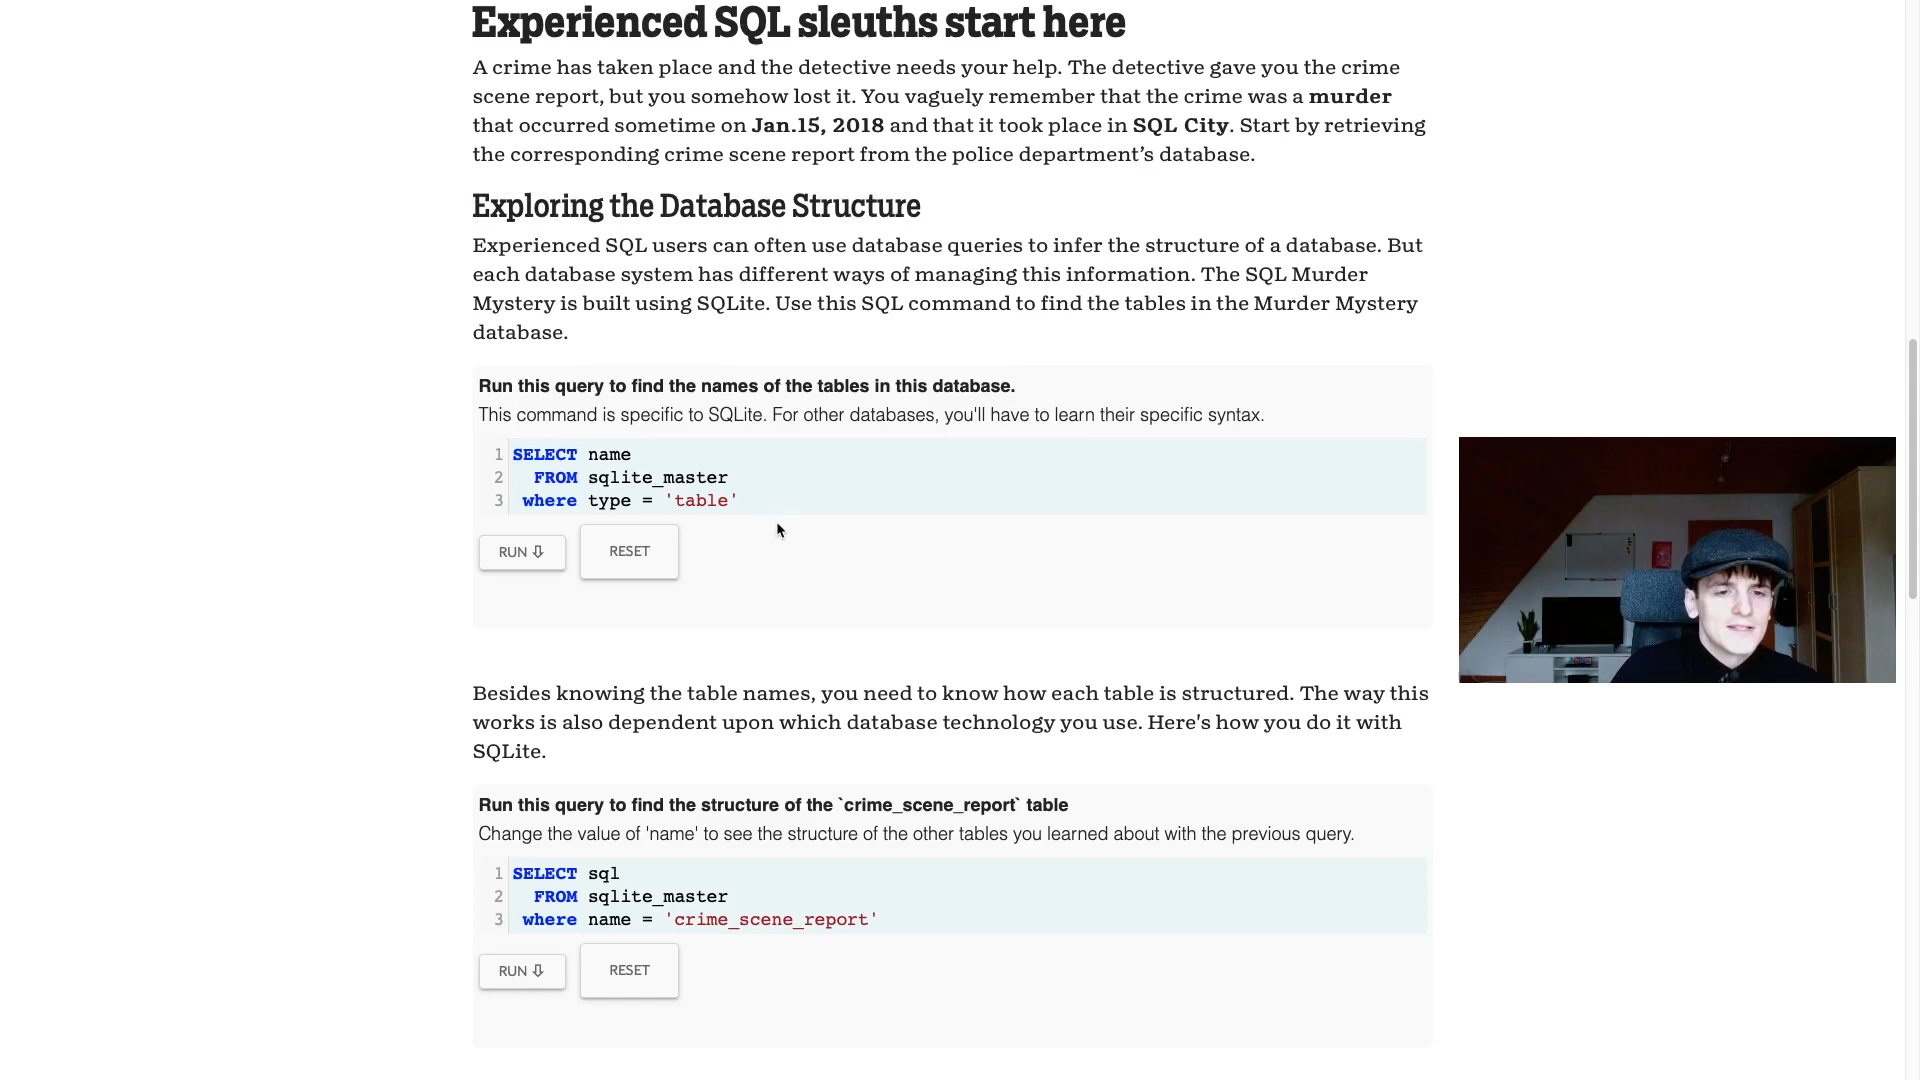 Experienced SQL sleuths start here
A crime has taken place and the detective needs your help. The detective gave you the crime
scene report, but you somehow lost it. You vaguely remember that the crime was a murder
that occurred sometime on Jan.15, 2018 and that it took place in SQL City. Start by retrieving
the corresponding crime scene report from the police department’s database.
Exploring the Database Structure
Experienced SQL users can often use database queries to infer the structure of a database. But
each database system has different ways of managing this information. The SQL Murder
Mystery is built using SQLite. Use this SQL command to find the tables in the Murder Mystery
database.
Run this query to find the names of the tables in this database.
This command is specific to SQLite. For other databases, you'll have to learn their specific syntax.
1 SELECT name
2 FROM sqlite_master
3 where type = 'table'
RUN ⇩ RESET
Besides knowing the table names, you need to know how each table is structured. The way this
works is also dependent upon which database technology you use. Here's how you do it with
SQLite.
Run this query to find the structure of the `crime_scene_report` table
Change the value of 'name' to see the structure of the other tables you learned about with the previous query.
1 SELECT sql
2 FROM sqlite_master
3 where name = 'crime_scene_report'
RUN ⇩ RESET